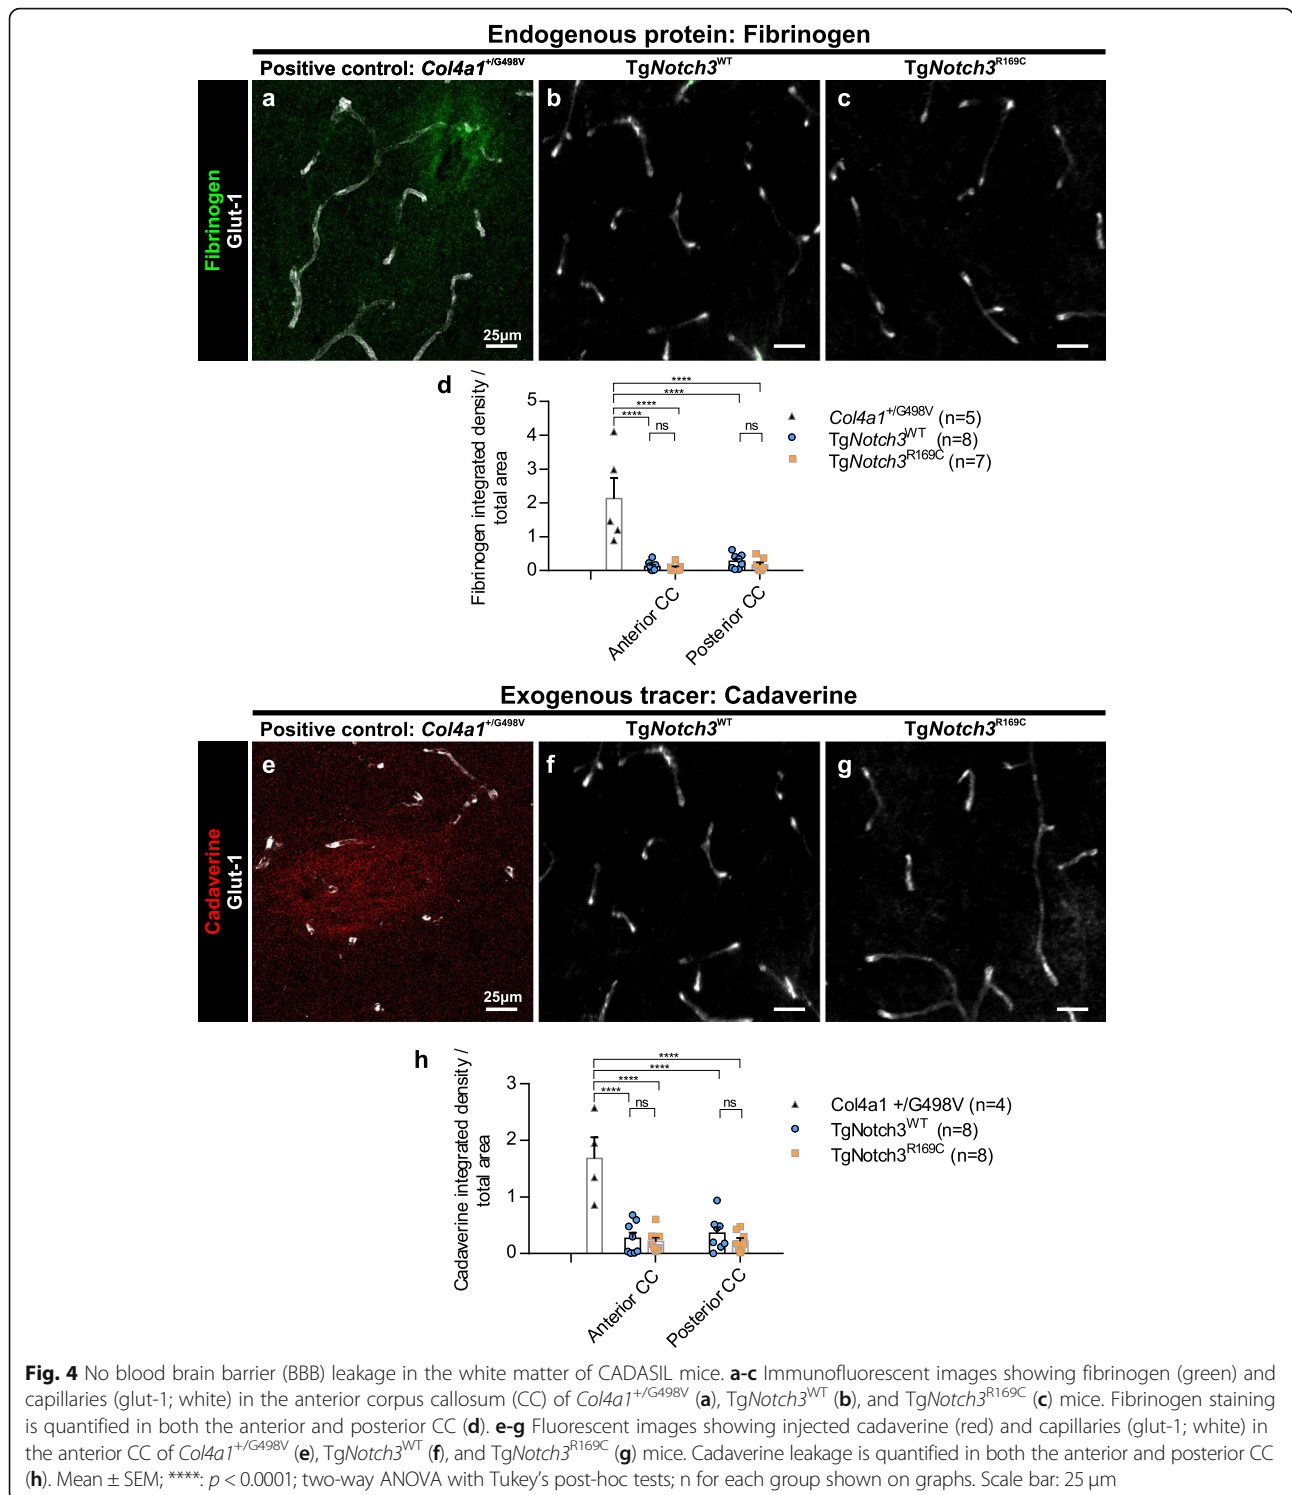 Endogenous protein: Fibrinogen
Positive control: Col4a1+/G498V
TgNotch3WT
TgNotch3R169C
Fibrinogen
Glut-1
a
25µm
b
c
d
Fibrinogen integrated density /
total area
5
4
3
2
1
0
****
****
****
****
ns
ns
Anterior CC
Posterior CC
Col4a1+/G498V (n=5)
TgNotch3WT (n=8)
TgNotch3R169C (n=7)
Exogenous tracer: Cadaverine
Positive control: Col4a1+/G498V
TgNotch3WT
TgNotch3R169C
Cadaverine
Glut-1
e
25µm
f
g
h
Cadaverine integrated density /
total area
3
2
1
0
****
****
****
****
ns
ns
Anterior CC
Posterior CC
Col4a1 +/G498V (n=4)
TgNotch3WT (n=8)
TgNotch3R169C (n=8)
Fig. 4 No blood brain barrier (BBB) leakage in the white matter of CADASIL mice. a-c Immunofluorescent images showing fibrinogen (green) and
capillaries (glut-1; white) in the anterior corpus callosum (CC) of Col4a1+/G498V (a), TgNotch3WT (b), and TgNotch3R169C (c) mice. Fibrinogen staining
is quantified in both the anterior and posterior CC (d). e-g Fluorescent images showing injected cadaverine (red) and capillaries (glut-1; white) in
the anterior CC of Col4a1+/G498V (e), TgNotch3WT (f), and TgNotch3R169C (g) mice. Cadaverine leakage is quantified in both the anterior and posterior CC
(h). Mean ± SEM; ****: p < 0.0001; two-way ANOVA with Tukey's post-hoc tests; n for each group shown on graphs. Scale bar: 25 µm